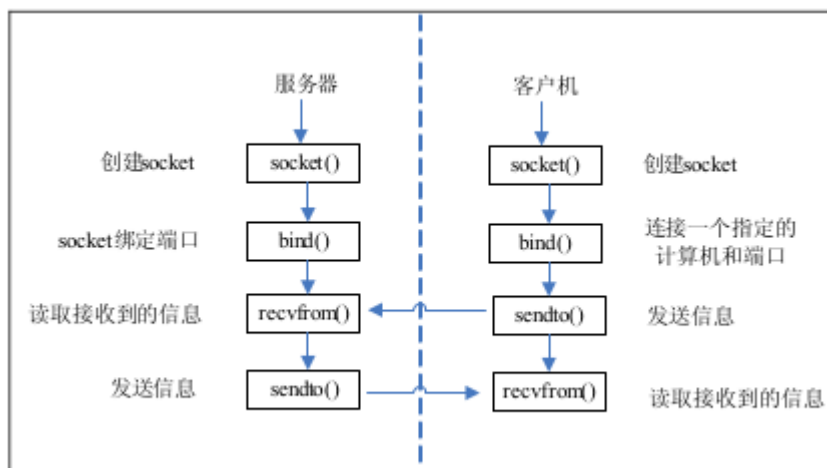 服务器 客户机
创建socket socket() socket() 创建socket
socket绑定端口 bind() bind() 连接一个指定的
计算机和端口
读取接收到的信息 recvfrom() sendto() 发送信息
发送信息 sendto() recvfrom() 读取接收到的信息